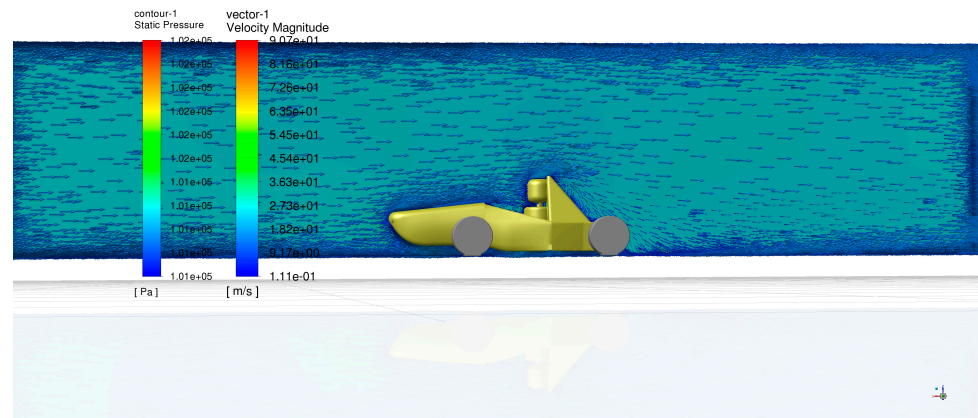 contour-1
Static Pressure
1.02e+05
1.02e+05
1.02e+05
1.02e+05
1.02e+05
1.02e+05
1.01e+05
1.01e+05
1.01e+05
1.01e+05
1.01e+05
[ Pa ]
vector-1
Velocity Magnitude
9.07e+01
8.16e+01
7.26e+01
6.35e+01
5.45e+01
4.54e+01
3.63e+01
2.73e+01
1.82e+01
9.17e+00
1.11e-01
[ m/s ]